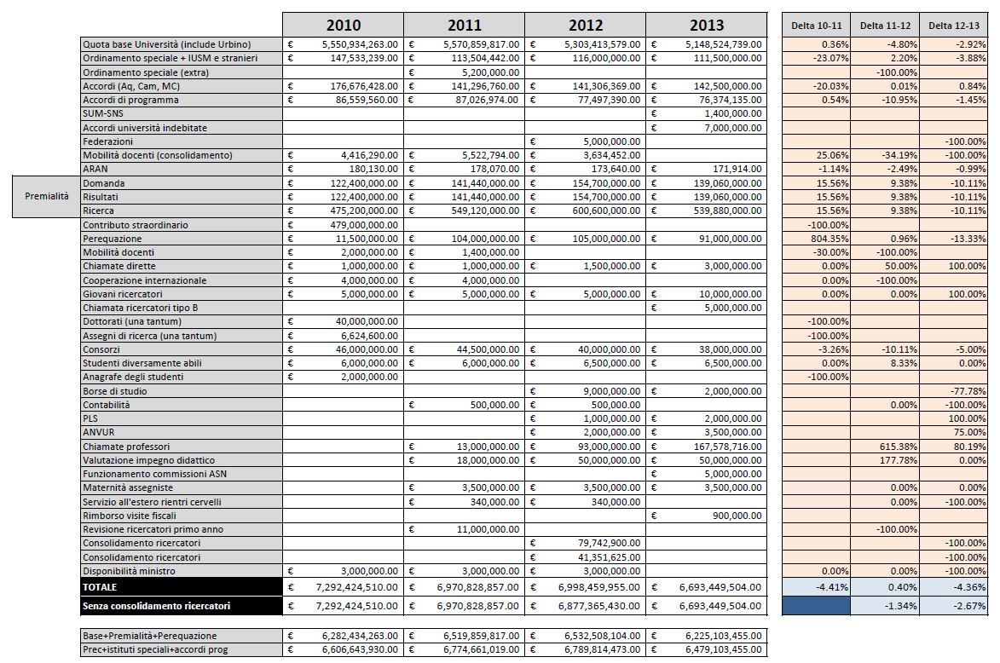 2010 2011 2012 2013 Delta 10-11 Delta 11-12 Delta 12-13
Quota base Università (include Urbino) € 5,550,934,263.00 € 5,570,859,817.00 € 5,303,413,579.00 € 5,148,524,739.00 0.36% -4.80% -2.92%
Ordinamento speciale + IUSM e stranieri € 147,533,239.00 € 113,504,442.00 € 116,000,000.00 € 111,500,000.00 -23.07% 2.20% -3.88%
Ordinamento speciale (extra) € 5,200,000.00 -100.00%
Accordi (Aq, Cam, MC) € 176,676,428.00 € 141,296,760.00 € 141,306,369.00 € 142,500,000.00 -20.03% 0.01% 0.84%
Accordi di programma € 86,559,560.00 € 87,026,974.00 € 77,497,390.00 € 76,374,135.00 0.54% -10.95% -1.45%
SUM-SNS € 1,400,000.00
Accordi università indebitate € 7,000,000.00
Federazioni € 5,000,000.00 -100.00%
Mobilità docenti (consolidamento) € 4,416,290.00 € 5,522,794.00 € 3,634,452.00 25.06% -34.19% -100.00%
ARAN € 180,130.00 € 178,070.00 € 173,640.00 € 171,914.00 -1.14% -2.49% -0.99%
Premialità
Domanda € 122,400,000.00 € 141,440,000.00 € 154,700,000.00 € 139,060,000.00 15.56% 9.38% -10.11%
Risultati € 122,400,000.00 € 141,440,000.00 € 154,700,000.00 € 139,060,000.00 15.56% 9.38% -10.11%
Ricerca € 475,200,000.00 € 549,120,000.00 € 600,600,000.00 € 539,880,000.00 15.56% 9.38% -10.11%
Contributo straordinario € 479,000,000.00 -100.00%
Perequazione € 11,500,000.00 € 104,000,000.00 € 105,000,000.00 € 91,000,000.00 804.35% 0.96% -13.33%
Mobilità docenti € 2,000,000.00 € 1,400,000.00 -30.00% -100.00%
Chiamate dirette € 1,000,000.00 € 1,000,000.00 € 1,500,000.00 € 3,000,000.00 0.00% 50.00% 100.00%
Cooperazione internazionale € 4,000,000.00 € 4,000,000.00 0.00% -100.00%
Giovani ricercatori € 5,000,000.00 € 5,000,000.00 € 5,000,000.00 € 10,000,000.00 0.00% 0.00% 100.00%
Chiamata ricercatori tipo B € 5,000,000.00
Dottorati (una tantum) € 40,000,000.00 -100.00%
Assegni di ricerca (una tantum) € 6,624,600.00 -100.00%
Consorzi € 46,000,000.00 € 44,500,000.00 € 40,000,000.00 € 38,000,000.00 -3.26% -10.11% -5.00%
Studenti diversamente abili € 6,000,000.00 € 6,000,000.00 € 6,500,000.00 € 6,500,000.00 0.00% 8.33% 0.00%
Anagrafe degli studenti € 2,000,000.00 -100.00%
Borse di studio € 9,000,000.00 € 2,000,000.00 -77.78%
Contabilità € 500,000.00 € 500,000.00 0.00% -100.00%
PLS € 1,000,000.00 € 2,000,000.00 100.00%
ANVUR € 2,000,000.00 € 3,500,000.00 75.00%
Chiamate professori € 13,000,000.00 € 93,000,000.00 € 167,578,716.00 615.38% 80.19%
Valutazione impegno didattico € 18,000,000.00 € 50,000,000.00 € 50,000,000.00 177.78% 0.00%
Funzionamento commissioni ASN € 5,000,000.00
Maternità assegniste € 3,500,000.00 € 3,500,000.00 € 3,500,000.00 0.00% 0.00%
Servizio all'estero rientri cervelli € 340,000.00 € 340,000.00 0.00% -100.00%
Rimborso visite fiscali € 900,000.00
Revisione ricercatori primo anno € 11,000,000.00 -100.00%
Consolidamento ricercatori € 79,742,900.00 -100.00%
Consolidamento ricercatori € 41,351,625.00 -100.00%
Disponibilità ministro € 3,000,000.00 € 3,000,000.00 € 3,000,000.00 0.00% 0.00% -100.00%
TOTALE € 7,292,424,510.00 € 6,970,828,857.00 € 6,998,459,955.00 € 6,693,449,504.00 -4.41% 0.40% -4.36%
Senza consolidamento ricercatori € 7,292,424,510.00 € 6,970,828,857.00 € 6,877,365,430.00 € 6,693,449,504.00 -1.34% -2.67%
Base+Premialità+Perequazione € 6,282,434,263.00 € 6,519,859,817.00 € 6,532,508,104.00 € 6,225,103,455.00
Prec+istituti speciali+accordi prog € 6,606,643,930.00 € 6,774,661,019.00 € 6,789,814,473.00 € 6,479,103,455.00